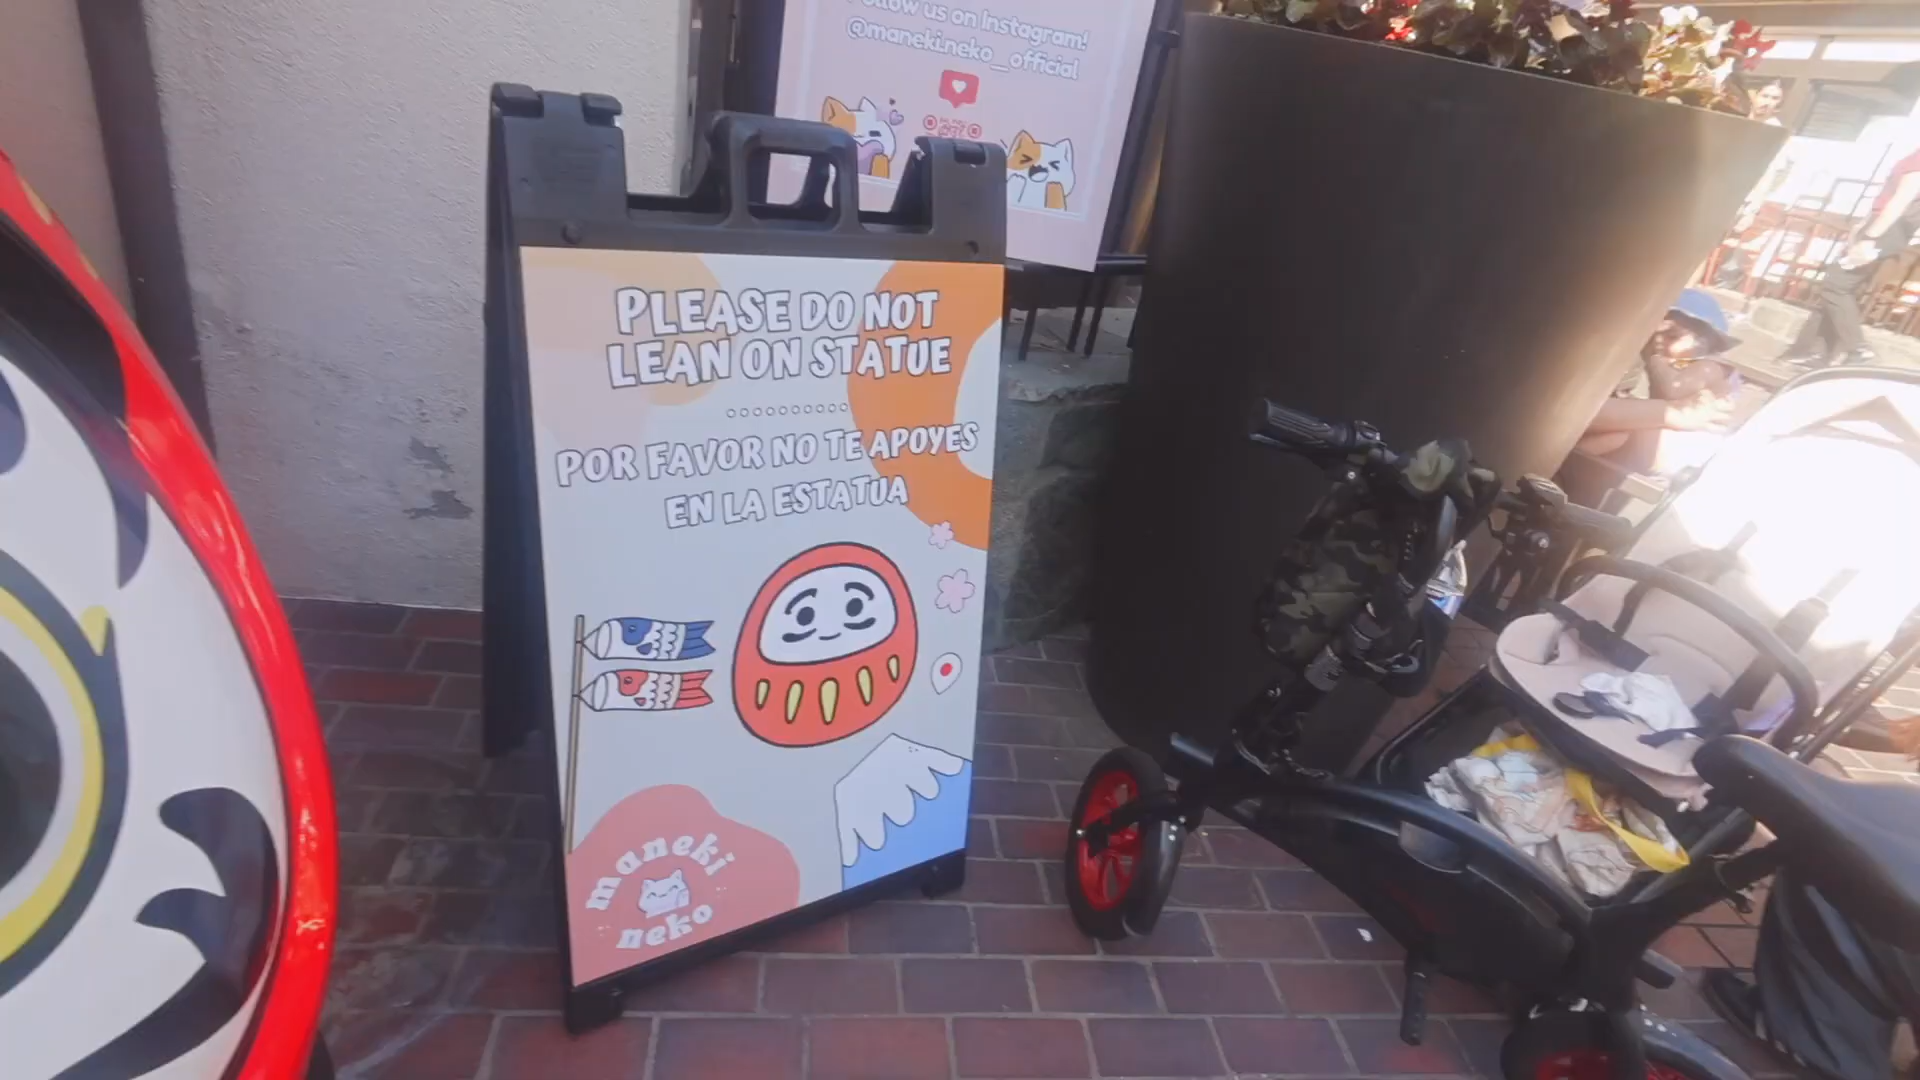 Follow us on Instagram!
@maneki.neko__official
PLEASE DO NOT
LEAN ON STATUE
POR FAVOR NO TE APOYES
EN LA ESTATUA
maneki
neko